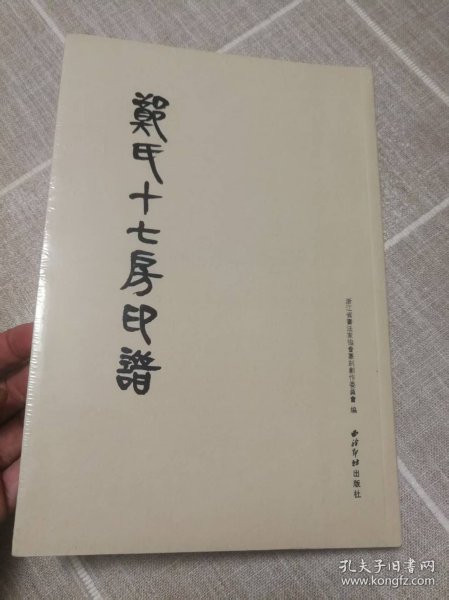 鄭氏十七房印譜
浙江省書法家協會篆刻創作委員會 編
西泠印社出版社
孔夫子旧书网
www.kongfz.com